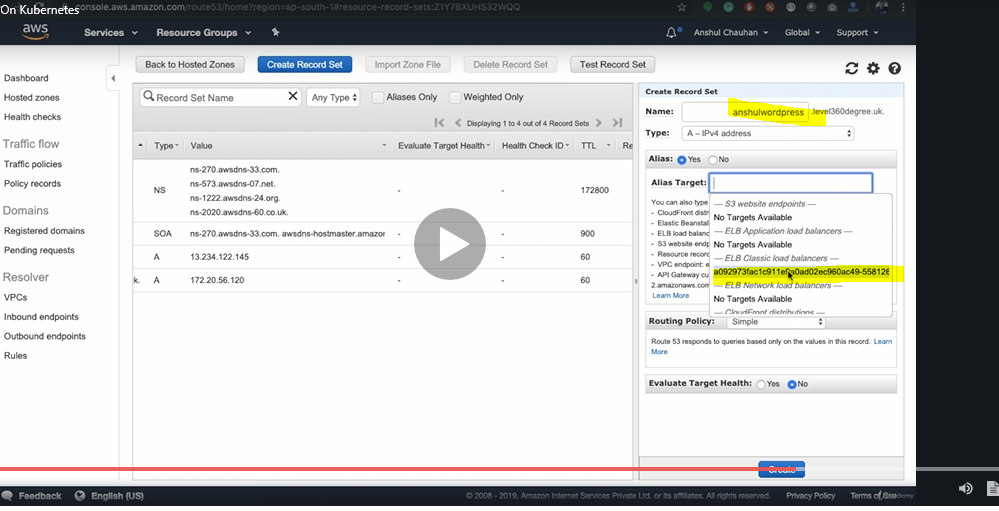 On Kubernetes
console.aws.amazon.com/route53/home?region=ap-south-1#resource-record-sets:Z1Y7BXUHS32WQQ
aws
Services
Resource Groups
Anshul Chauhan
Global
Support
Dashboard
Hosted zones
Health checks
Traffic flow
Traffic policies
Policy records
Domains
Registered domains
Pending requests
Resolver
VPCs
Inbound endpoints
Outbound endpoints
Rules
Back to Hosted Zones
Create Record Set
Import Zone File
Delete Record Set
Test Record Set
Record Set Name
Any Type
Aliases Only
Weighted Only
Displaying 1 to 4 out of 4 Record Sets
Type Value Evaluate Target Health Health Check ID TTL Re
ns-270.awsdns-33.com.
NS ns-573.awsdns-07.net. - - 172800
ns-1222.awsdns-24.org.
ns-2020.awsdns-60.co.uk.
SOA ns-270.awsdns-33.com. awsdns-hostmaster.amazor - - 900
A 13.234.122.145 - - 60
k. A 172.20.56.120 - - 60
Create Record Set
Name: anshulwordpress .level360degree.uk.
Type: A – IPv4 address
Alias: Yes No
Alias Target:
You can also type
- CloudFront distr
- Elastic Beanstalk
- ELB load balanc
- S3 website endp
- Resource record
- VPC endpoint: e
- API Gateway cu
2.amazonaws.com
Learn More
— S3 website endpoints —
No Targets Available
— ELB Application load balancers —
No Targets Available
— ELB Classic load balancers —
— ELB Network load balancers —
No Targets Available
— CloudFront distributions —
Routing Policy: Simple
Route 53 responds to queries based only on the values in this record. Learn
More
Evaluate Target Health: Yes No
Create
Feedback
English (US)
© 2008 - 2019, Amazon Internet Services Private Ltd. or its affiliates. All rights reserved.
Privacy Policy
Terms of